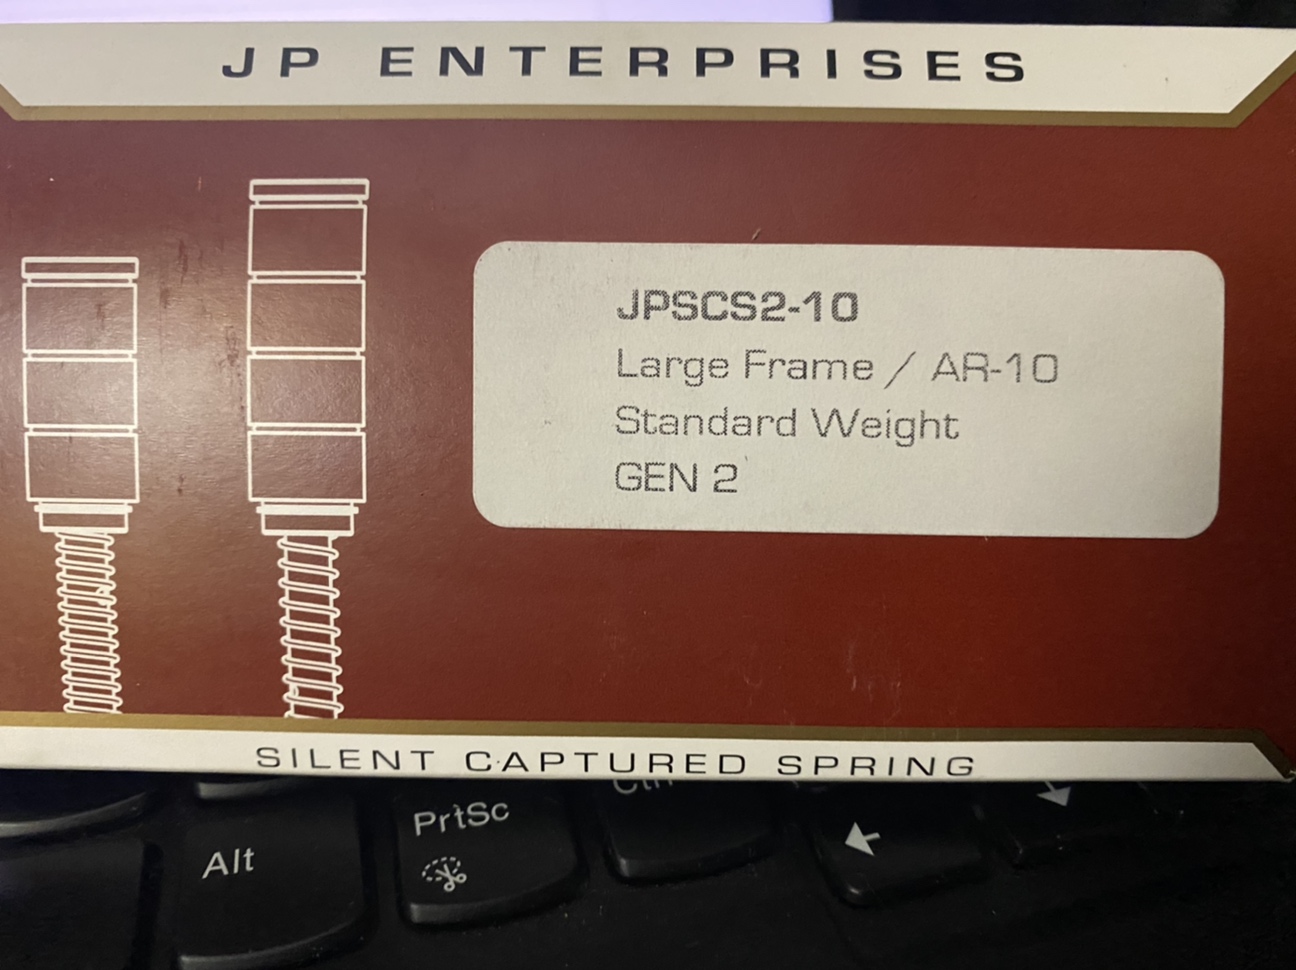 JP ENTERPRISES
JPSCS2-10
Large Frame / AR-10
Standard Weight
GEN 2
SILENT CAPTURED SPRING
PrtSc
Alt